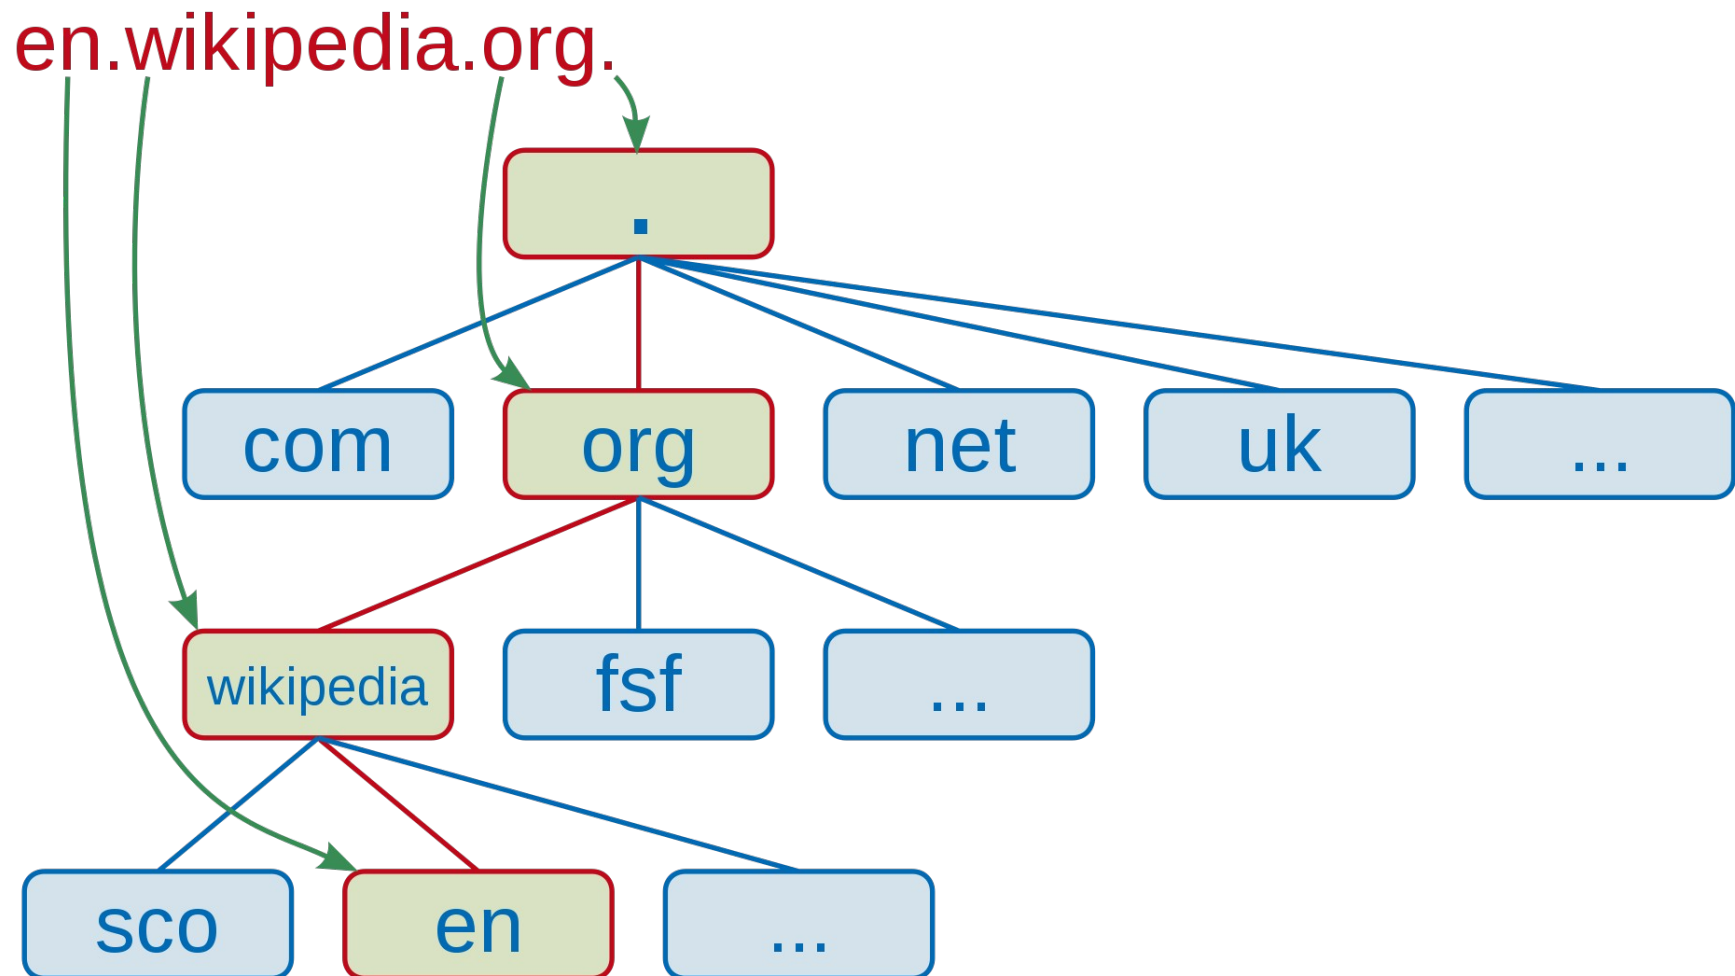 en.wikipedia.org.
.
com org net uk ...
wikipedia fsf ...
sco en ...